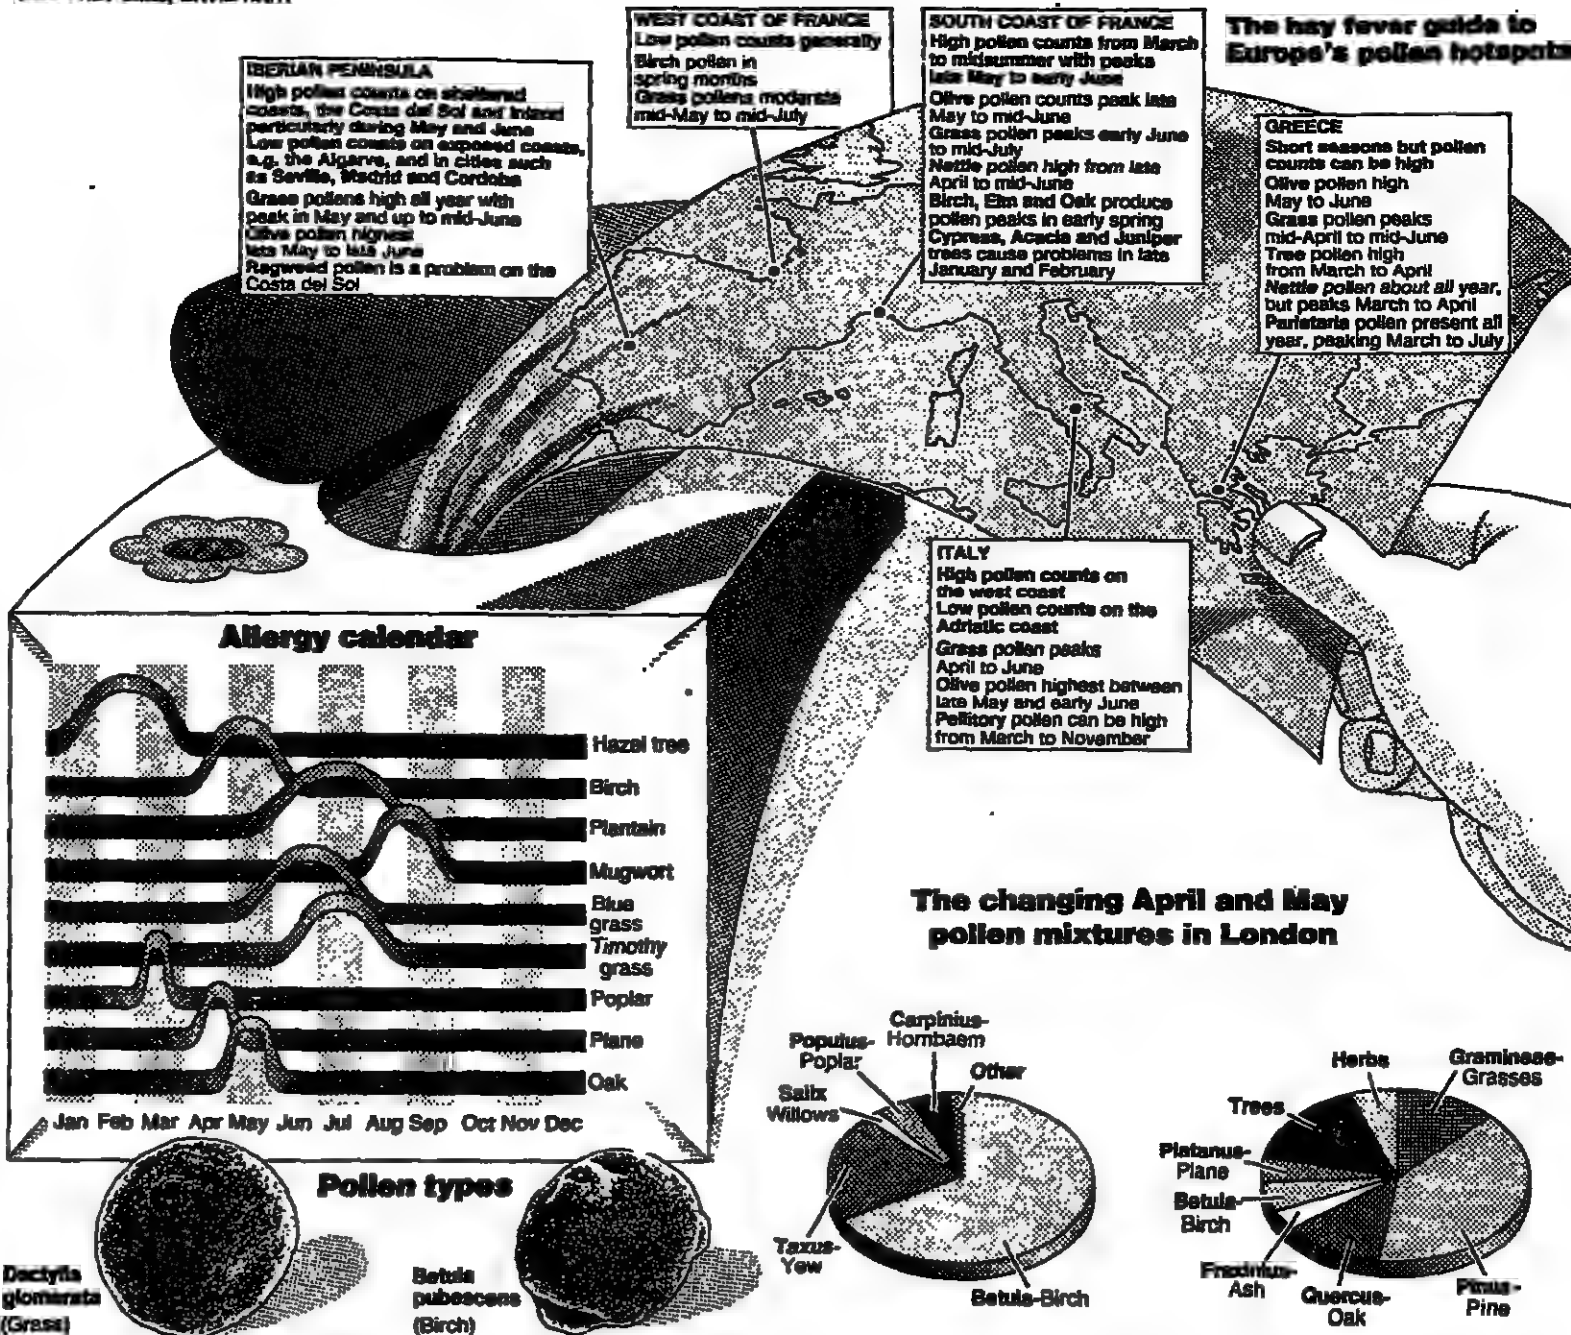 The hay fever guide to
Europe's pollen hotspots
IBERIAN PENINSULA
High pollen counts on sheltered
coasts, the Costa del Sol and inland
particularly during May and June
Low pollen counts on exposed coasts,
e.g. the Algarve, and in cities such
as Seville, Madrid and Cordoba
Grass pollens high all year with
peak in May and up to mid-June
Olive pollen highest
late May to late June
Ragweed pollen is a problem on the
Costa del Sol
WEST COAST OF FRANCE
Low pollen counts generally
Birch pollen in
spring months
Grass pollens moderate
mid-May to mid-July
SOUTH COAST OF FRANCE
High pollen counts from March
to midsummer with peaks
late May to early June
Olive pollen counts peak late
May to mid-June
Grass pollen peaks early June
to mid-July
Nettle pollen high from late
April to mid-June
Birch, Elm and Oak produce
pollen peaks in early spring
Cypress, Acacia and Juniper
trees cause problems in late
January and February
GREECE
Short seasons but pollen
counts can be high
Olive pollen high
May to June
Grass pollen peaks
mid-April to mid-June
Tree pollen high
from March to April
Nettle pollen about all year,
but peaks March to April
Parietaria pollen present all
year, peaking March to July
ITALY
High pollen counts on
the west coast
Low pollen counts on the
Adriatic coast
Grass pollen peaks
April to June
Olive pollen highest between
late May and early June
Pellitory pollen can be high
from March to November
Allergy calendar
Hazel tree
Birch
Plantain
Mugwort
Blue
grass
Timothy
grass
Poplar
Plane
Oak
Jan Feb Mar Apr May Jun Jul Aug Sep Oct Nov Dec
Pollen types
Dactylis
glomerata
(Grass)
Betula
pubescens
(Birch)
The changing April and May
pollen mixtures in London
Populus-
Poplar
Carpinius-
Hornbaem
Other
Salix
Willows
Taxus-
Yew
Betula-Birch
Herbs
Gramineae-
Grasses
Trees
Platanus-
Plane
Betula-
Birch
Fraxinius-
Ash
Quercus-
Oak
Pinus-
Pine